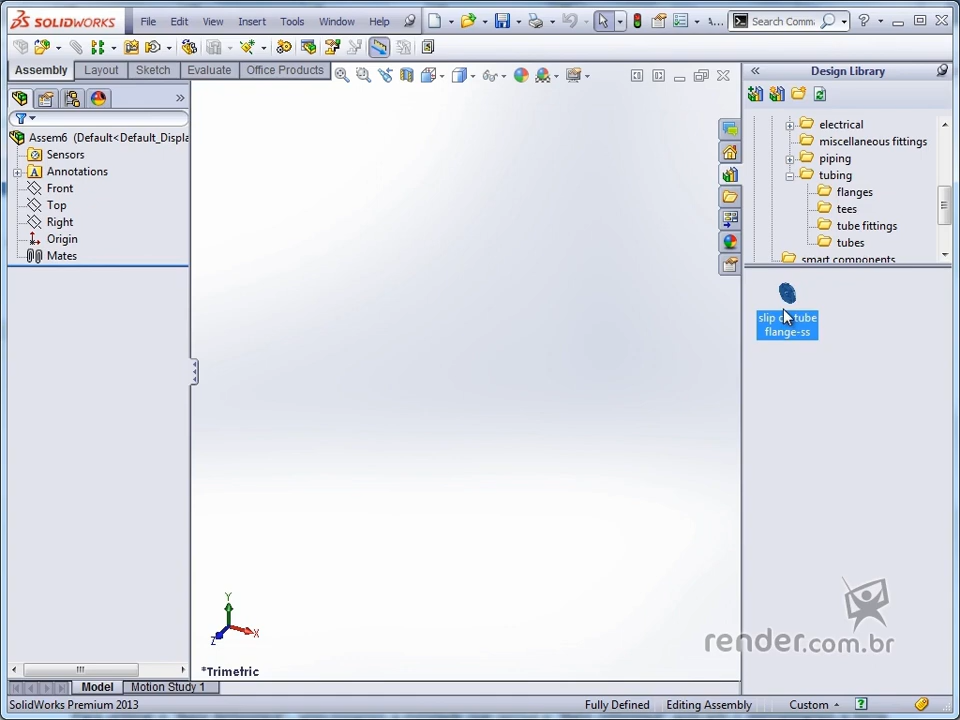 SOLIDWORKS File Edit View Insert Tools Window Help A... Search Comm
Assembly Layout Sketch Evaluate Office Products
Design Library
Assem6 (Default<Default_Displa
Sensors
Annotations
Front
Top
Right
Origin
Mates
electrical
miscellaneous fittings
piping
tubing
flanges
tees
tube fittings
tubes
smart components
slip o tube
flange-ss
Y
X
Z
*Trimetric
render.com.br
Model Motion Study 1
SolidWorks Premium 2013 Fully Defined Editing Assembly Custom